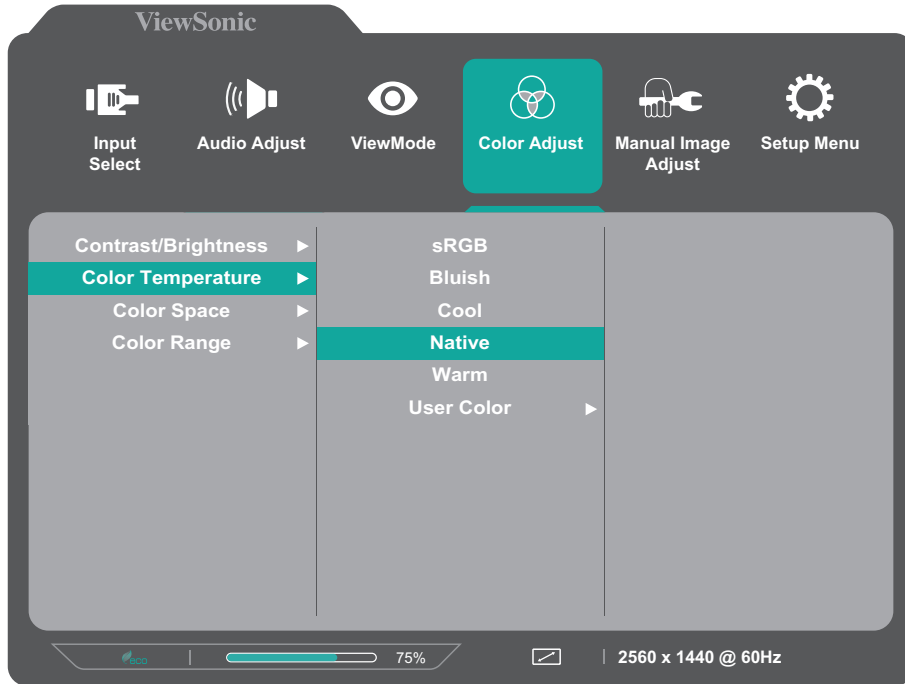 ViewSonic
Input Select
Audio Adjust
ViewMode
Color Adjust
Manual Image Adjust
Setup Menu
Contrast/Brightness
Color Temperature
Color Space
Color Range
sRGB
Bluish
Cool
Native
Warm
User Color
eco
75%
2560 x 1440 @ 60Hz